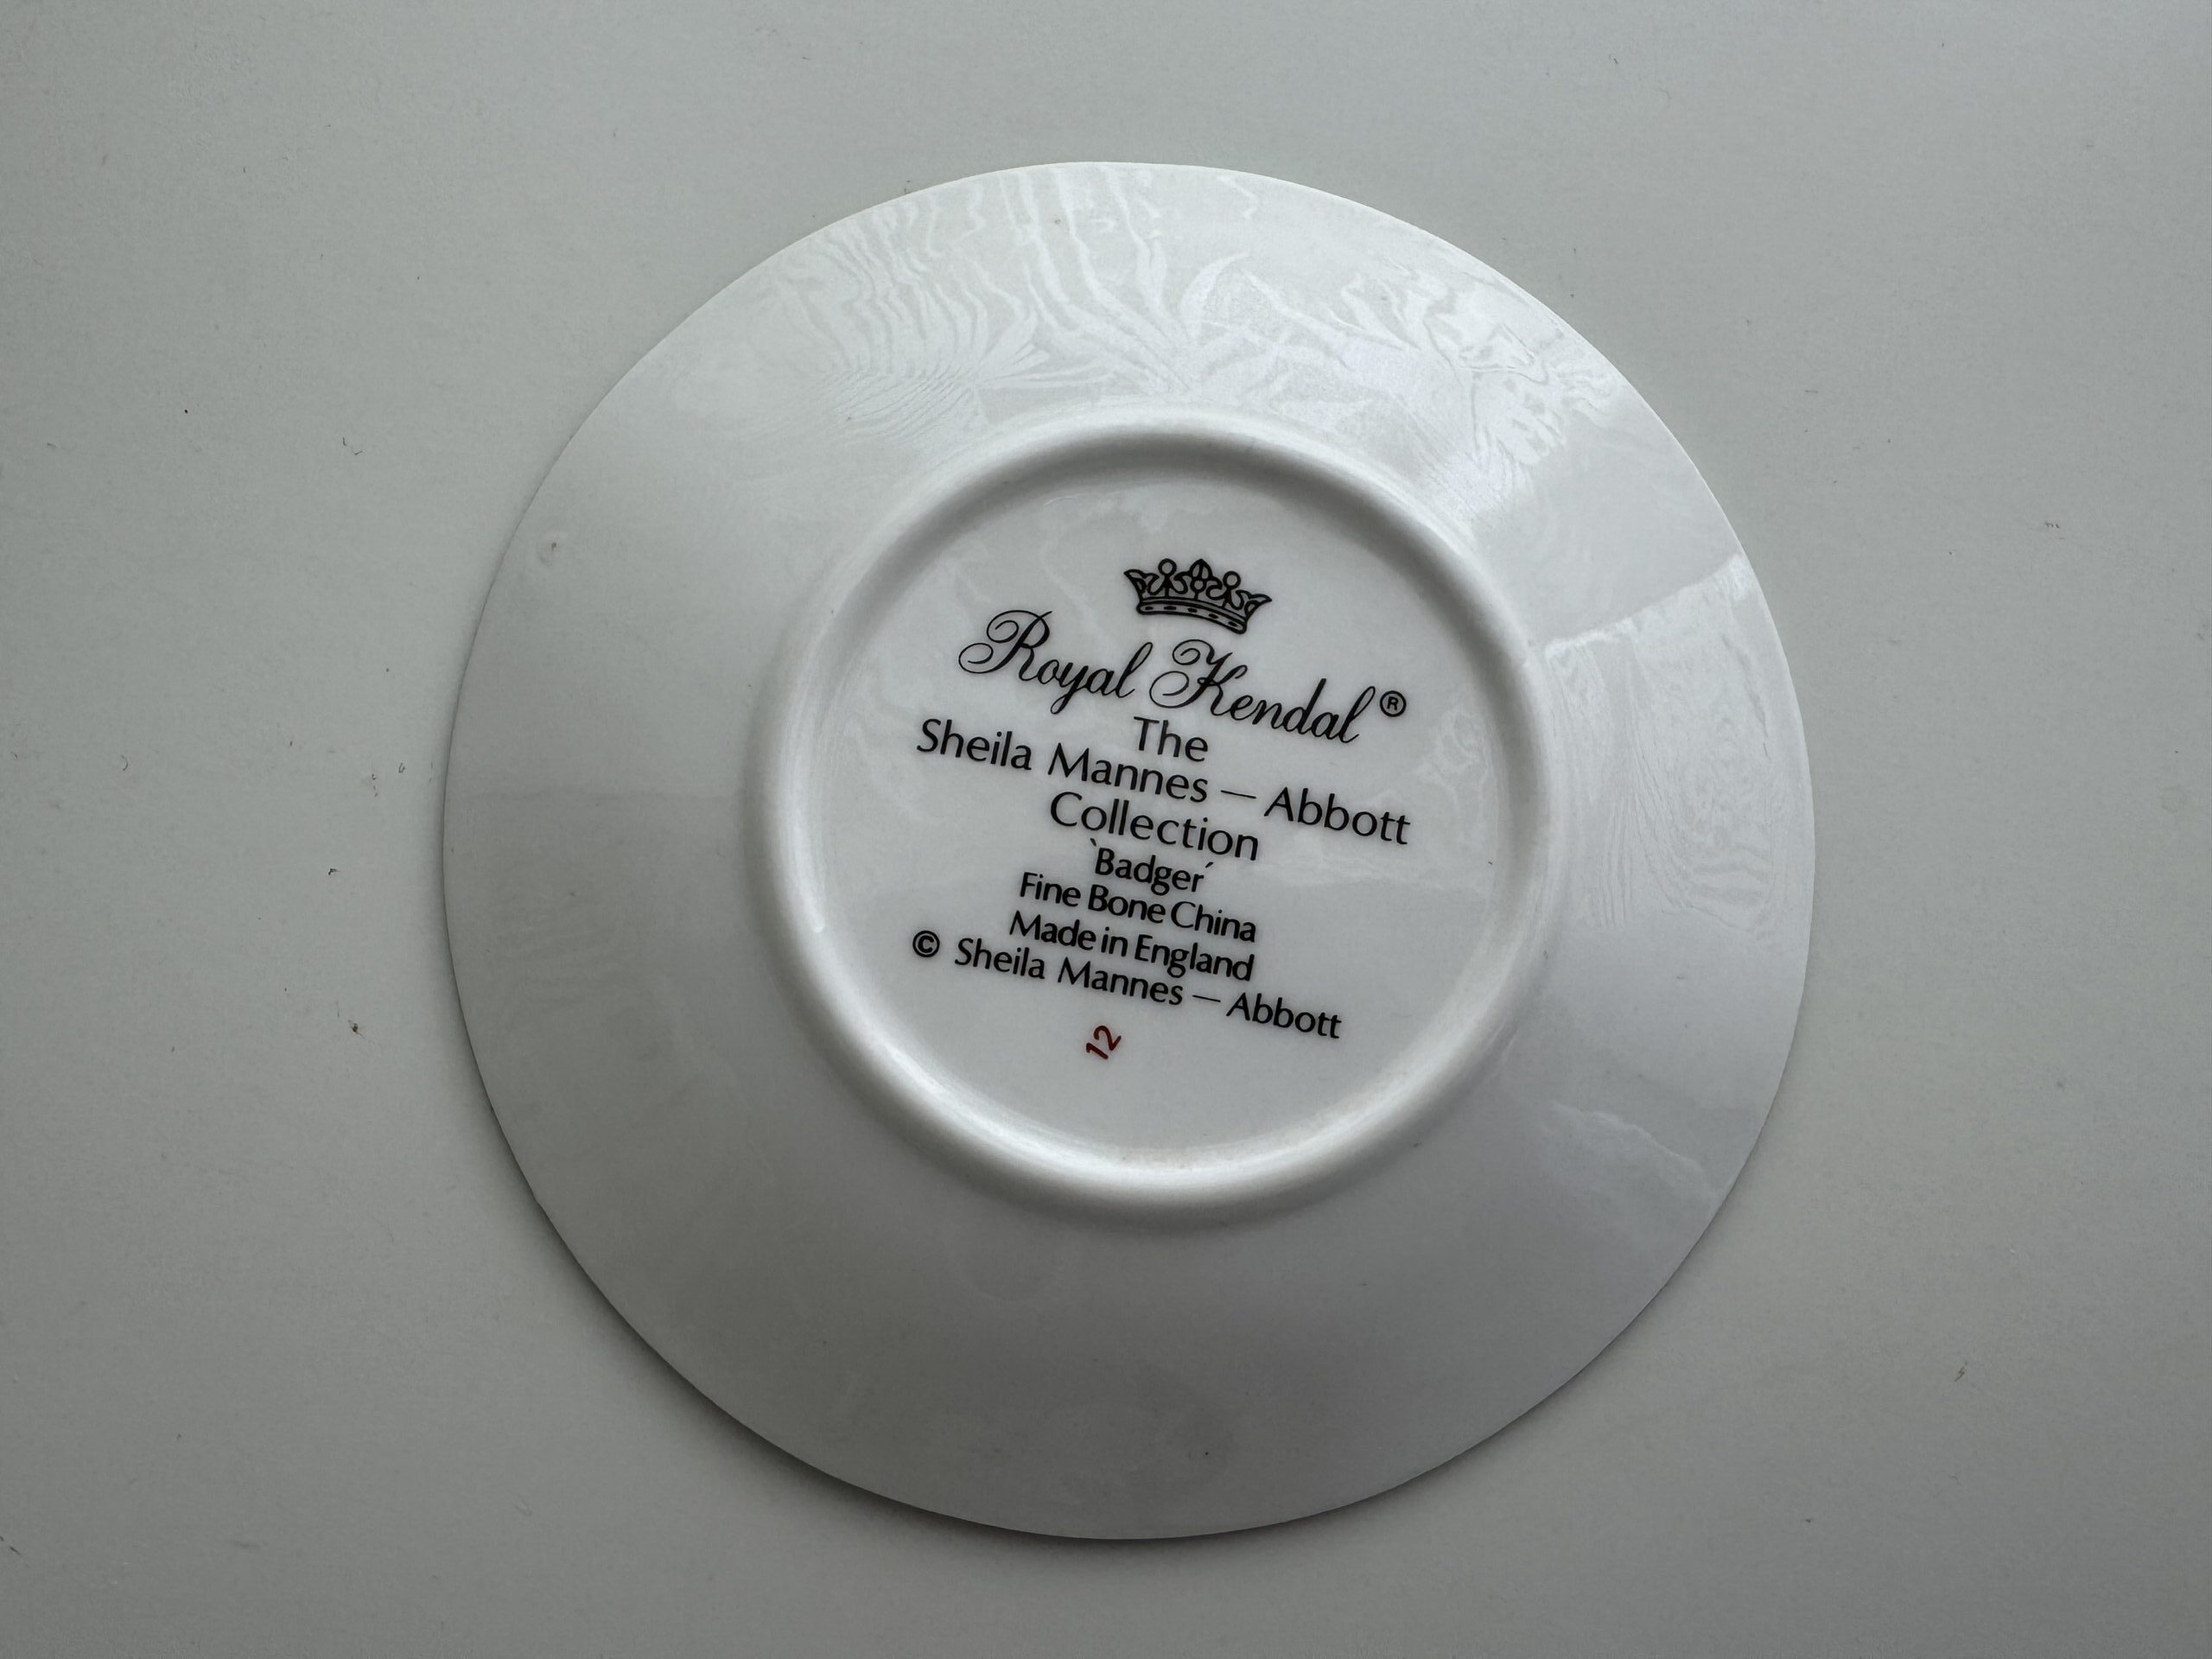 Royal Kendal®
The
Sheila Mannes — Abbott
Collection
`Badger´
Fine Bone China
Made in England
© Sheila Mannes — Abbott
12